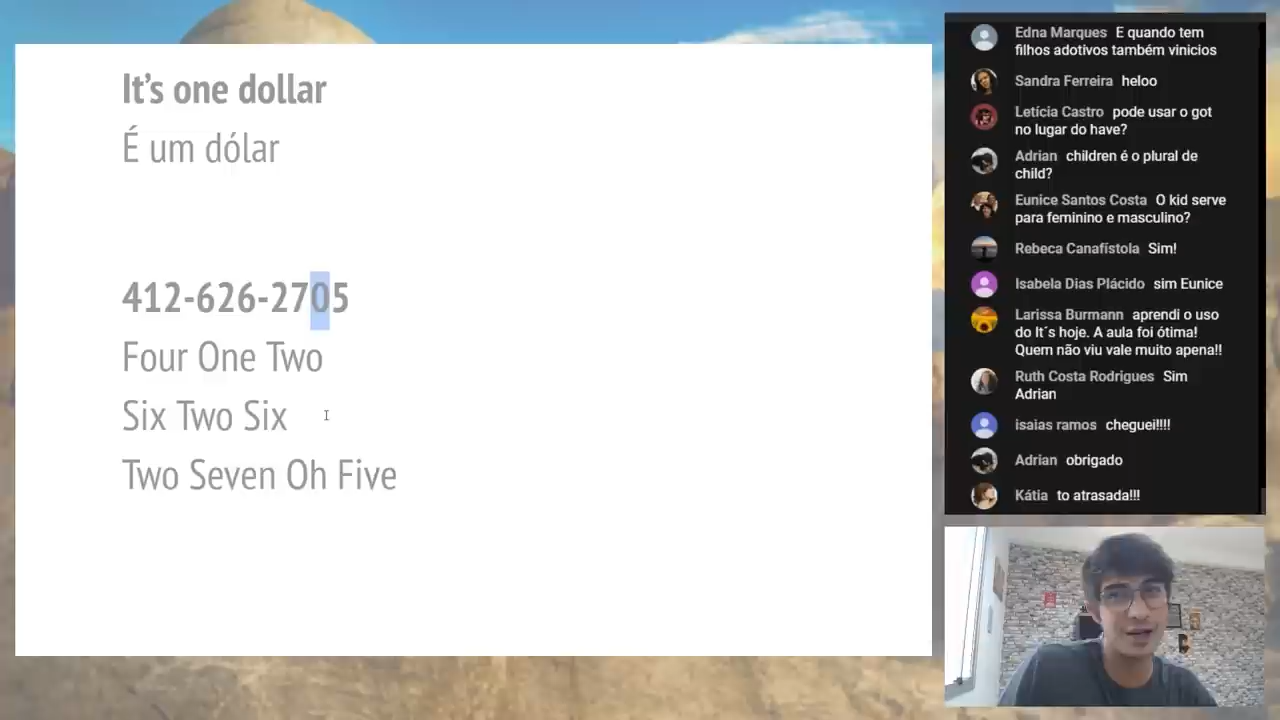 It's one dollar
É um dólar
412-626-2705
Four One Two
Six Two Six
Two Seven Oh Five
Edna Marques E quando tem
filhos adotivos também vinicios
Sandra Ferreira heloo
Letícia Castro pode usar o got
no lugar do have?
Adrian children é o plural de
child?
Eunice Santos Costa O kid serve
para feminino e masculino?
Rebeca Canafístola Sim!
Isabela Dias Plácido sim Eunice
Larissa Burmann aprendi o uso
do It´s hoje. A aula foi ótima!
Quem não viu vale muito apena!!
Ruth Costa Rodrigues Sim
Adrian
isaias ramos cheguei!!!!
Adrian obrigado
Kátia to atrasada!!!